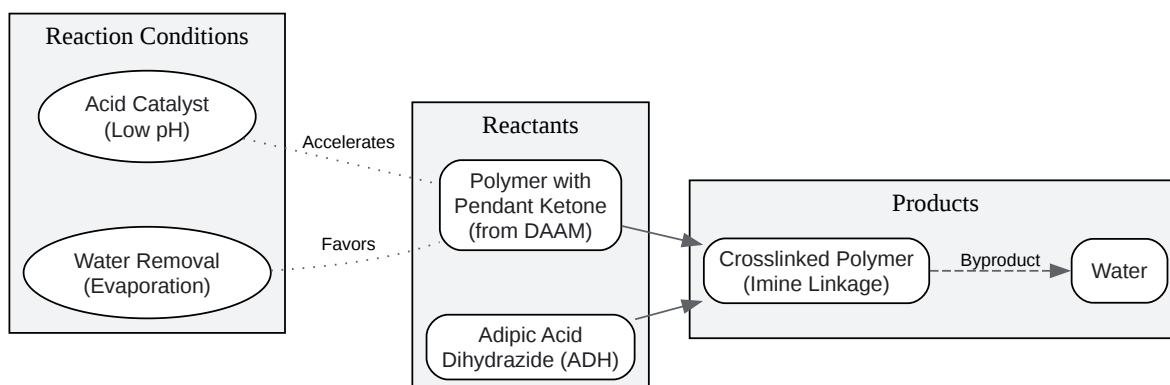 Reaction Conditions
Acid Catalyst
(Low pH)
Accelerates
Water Removal
(Evaporation)
Favors
Reactants
Polymer with
Pendant Ketone
(from DAAM)
Adipic Acid
Dihydrazide (ADH)
Products
Crosslinked Polymer
(Imine Linkage)
Byproduct
Water